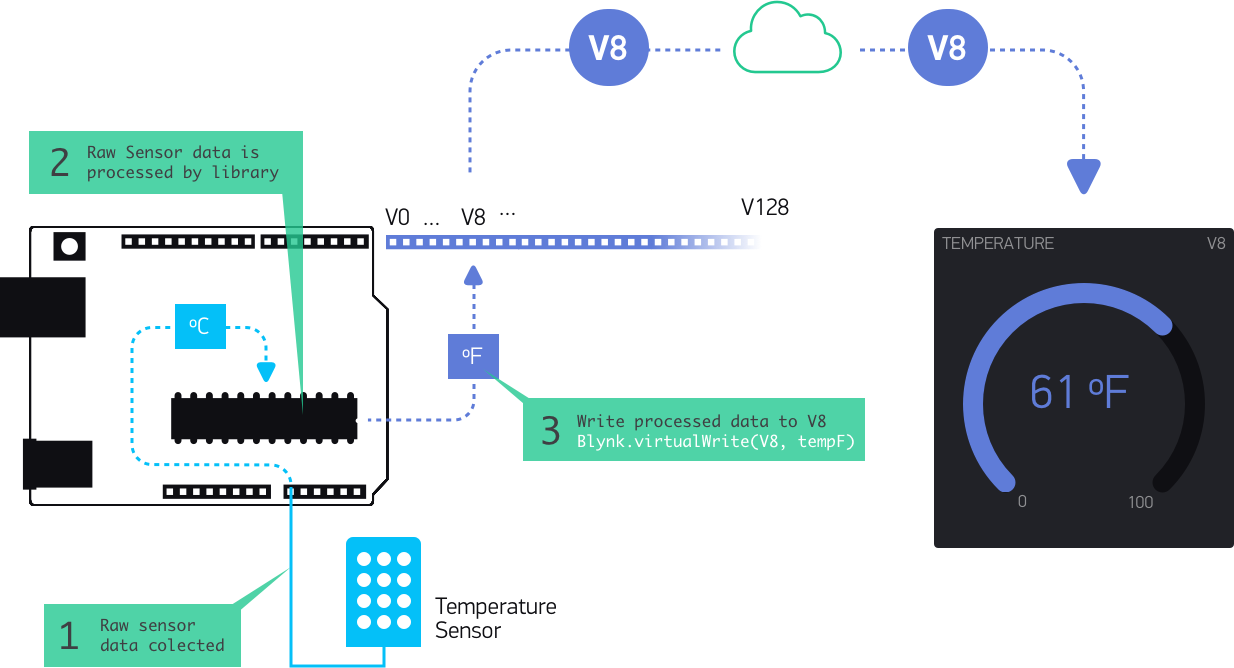 V8
V8
2
Raw Sensor data is
processed by library
V0 ... V8 ...
V128
TEMPERATURE
V8
ºC
ºF
61 ºF
3
Write processed data to V8
Blynk.virtualWrite(V8, tempF)
0
100
1
Raw sensor
data colected
Temperature
Sensor